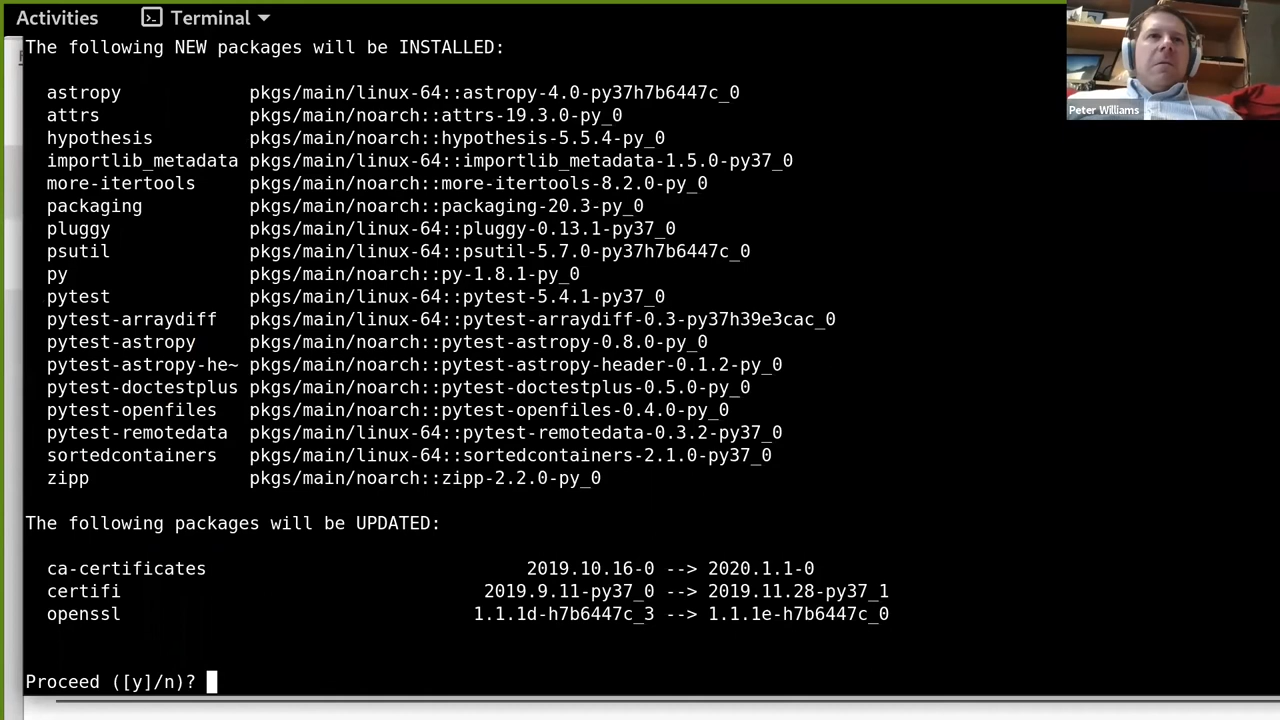 Activities
Terminal
The following NEW packages will be INSTALLED:
astropy pkgs/main/linux-64::astropy-4.0-py37h7b6447c_0
attrs pkgs/main/noarch::attrs-19.3.0-py_0
hypothesis pkgs/main/noarch::hypothesis-5.5.4-py_0
importlib_metadata pkgs/main/linux-64::importlib_metadata-1.5.0-py37_0
more-itertools pkgs/main/noarch::more-itertools-8.2.0-py_0
packaging pkgs/main/noarch::packaging-20.3-py_0
pluggy pkgs/main/linux-64::pluggy-0.13.1-py37_0
psutil pkgs/main/linux-64::psutil-5.7.0-py37h7b6447c_0
py pkgs/main/noarch::py-1.8.1-py_0
pytest pkgs/main/linux-64::pytest-5.4.1-py37_0
pytest-arraydiff pkgs/main/linux-64::pytest-arraydiff-0.3-py37h39e3cac_0
pytest-astropy pkgs/main/noarch::pytest-astropy-0.8.0-py_0
pytest-astropy-he~ pkgs/main/noarch::pytest-astropy-header-0.1.2-py_0
pytest-doctestplus pkgs/main/noarch::pytest-doctestplus-0.5.0-py_0
pytest-openfiles pkgs/main/noarch::pytest-openfiles-0.4.0-py_0
pytest-remotedata pkgs/main/linux-64::pytest-remotedata-0.3.2-py37_0
sortedcontainers pkgs/main/linux-64::sortedcontainers-2.1.0-py37_0
zipp pkgs/main/noarch::zipp-2.2.0-py_0
The following packages will be UPDATED:
ca-certificates 2019.10.16-0 --> 2020.1.1-0
certifi 2019.9.11-py37_0 --> 2019.11.28-py37_1
openssl 1.1.1d-h7b6447c_3 --> 1.1.1e-h7b6447c_0
Proceed ([y]/n)?
Peter Williams